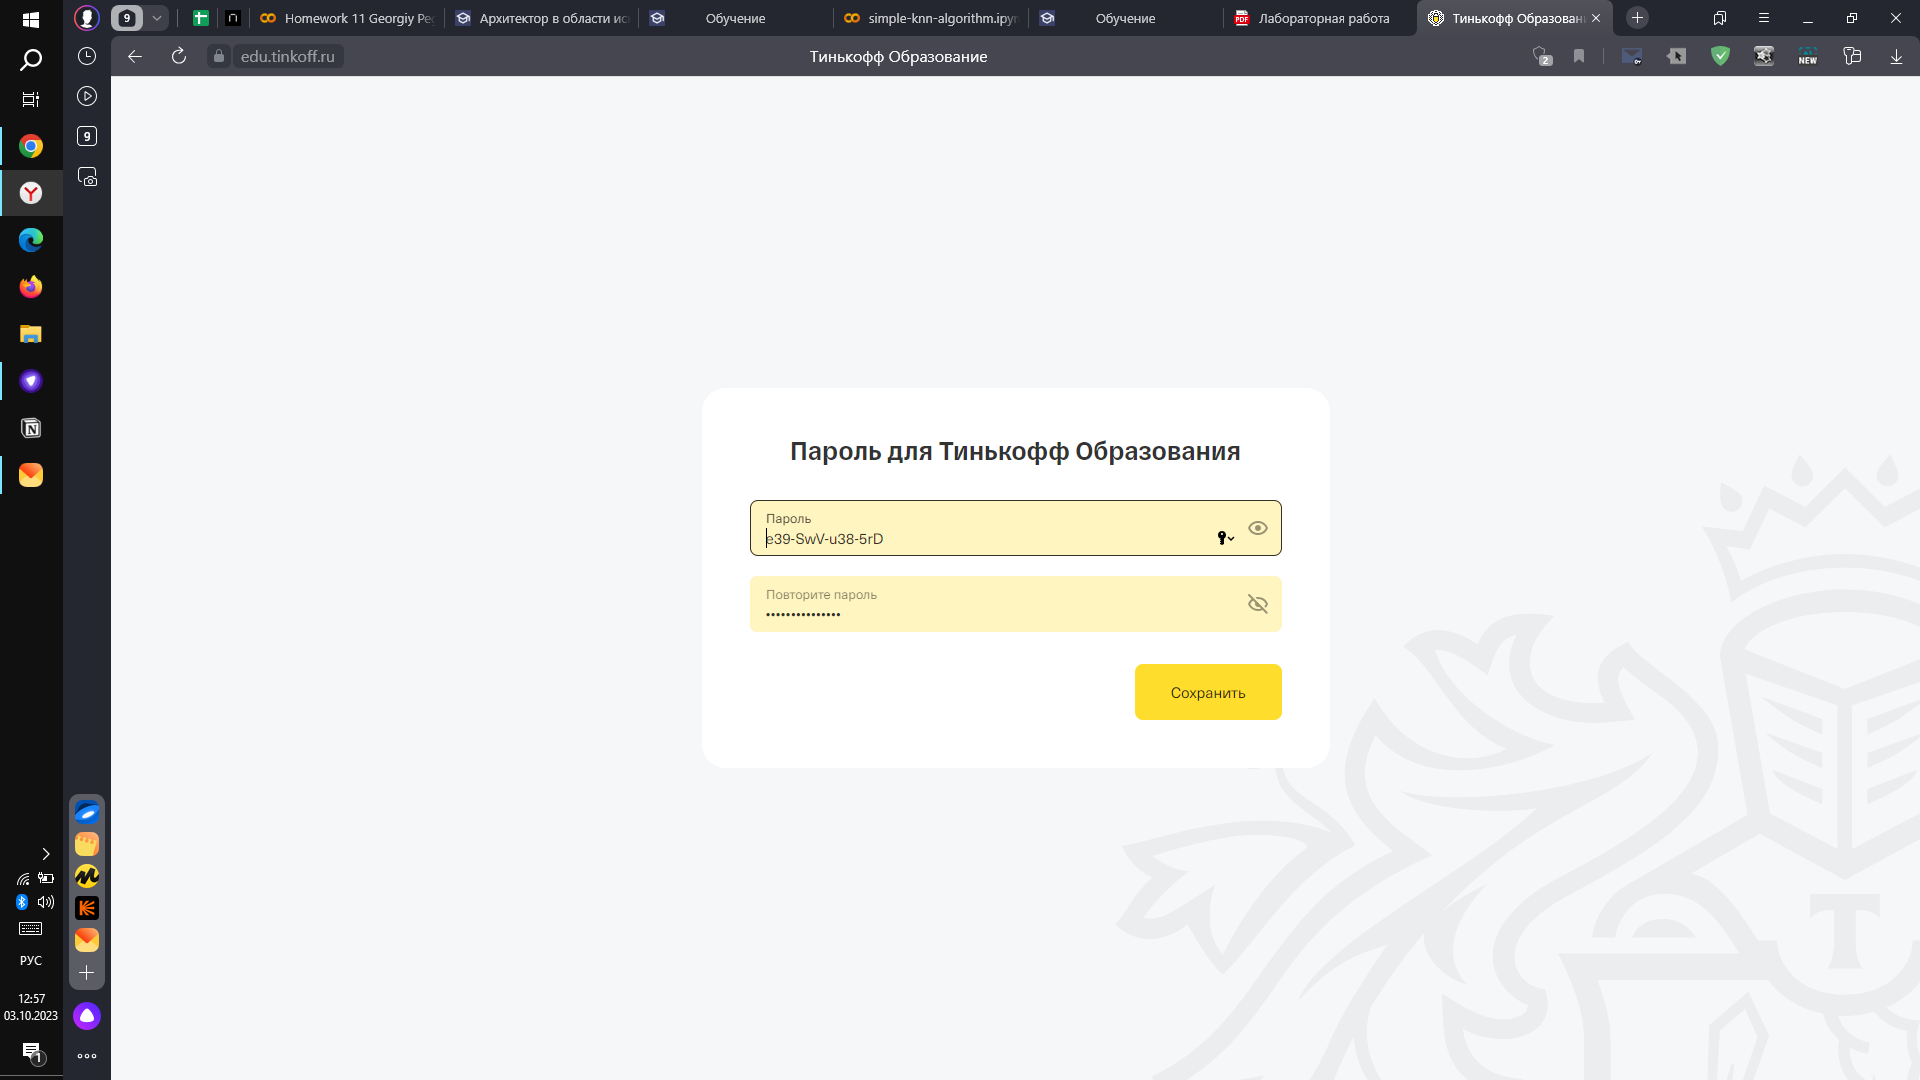 9
Homework 11 Georgiy Ре
Архитектор в области ис
Обучение
simple-knn-algorithm.ipyn
Обучение
Лабораторная работа
Тинькофф Образован
edu.tinkoff.ru
Тинькофф Образование
2
NEW
9
Пароль для Тинькофф Образования
Пароль
e39-SwV-u38-5rD
Повторите пароль
•••••••••••••••
Сохранить
РУС
12:57
03.10.2023
1